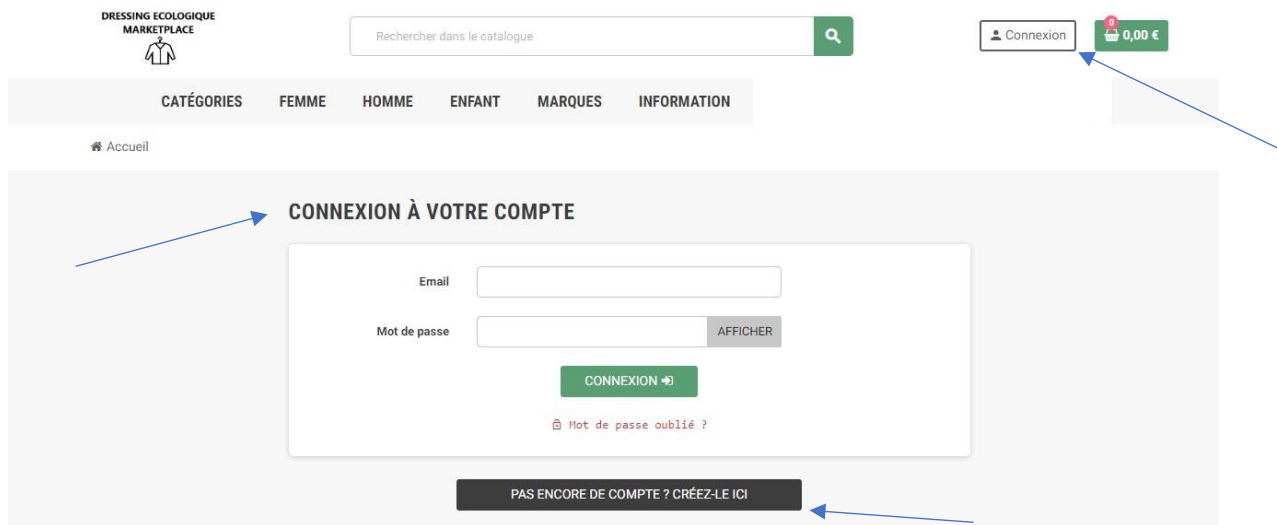 DRESSING ECOLOGIQUE
MARKETPLACE
Rechercher dans le catalogue
Connexion
0
0,00 €
CATÉGORIES FEMME HOMME ENFANT MARQUES INFORMATION
Accueil
CONNEXION À VOTRE COMPTE
Email
Mot de passe
AFFICHER
CONNEXION
Mot de passe oublié ?
PAS ENCORE DE COMPTE ? CRÉEZ-LE ICI